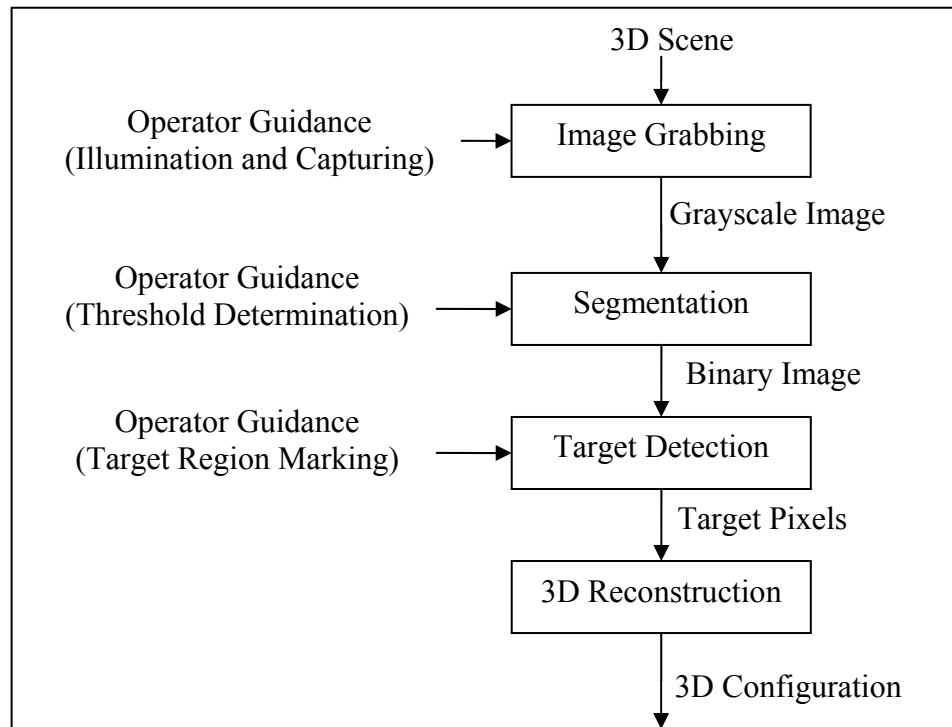 3D Scene
Operator Guidance
(Illumination and Capturing)
Image Grabbing
Grayscale Image
Operator Guidance
(Threshold Determination)
Segmentation
Binary Image
Operator Guidance
(Target Region Marking)
Target Detection
Target Pixels
3D Reconstruction
3D Configuration